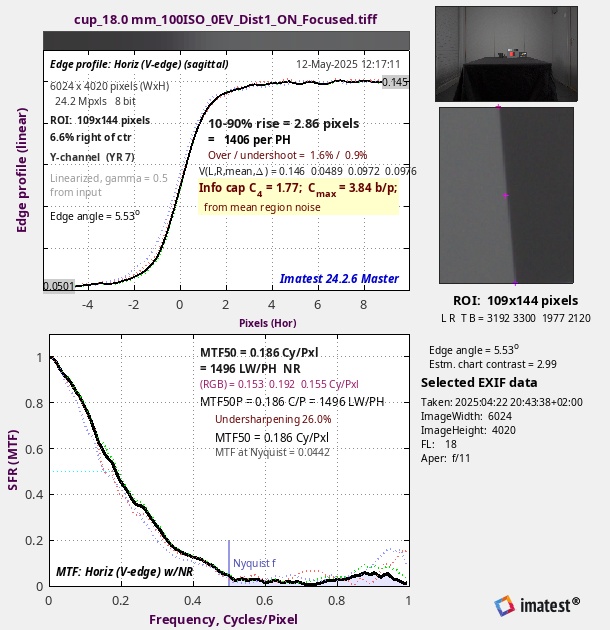 cup_18.0 mm_100ISO_0EV_Dist1_ON_Focused.tiff
Edge profile: Horiz (V-edge) (sagittal)
12-May-2025 12:17:11
6024 x 4020 pixels (WxH)
24.2 Mpxls 8 bit
ROI: 109x144 pixels
6.6% right of ctr
Y-channel (YR 7)
Linearized, gamma = 0.5
from input
Edge angle = 5.53⁰
0.145
10-90% rise = 2.86 pixels
= 1406 per PH
Over / undershoot = 1.6% / 0.9%
V(L,R,mean,Δ) = 0.146 0.0489 0.0972 0.0976
Info cap C4 = 1.77; Cmax = 3.84 b/p;
from mean region noise
Imatest 24.2.6 Master
0.0501
Edge profile (linear)
-4 -2 0 2 4 6 8
Pixels (Hor)
ROI: 109x144 pixels
L R T B = 3192 3300 1977 2120
Edge angle = 5.53⁰
Estm. chart contrast = 2.99
Selected EXIF data
Taken: 2025:04:22 20:43:38+02:00
ImageWidth: 6024
ImageHeight: 4020
FL: 18
Aper: f/11
MTF50 = 0.186 Cy/Pxl
= 1496 LW/PH NR
(RGB) = 0.153 0.192 0.155 Cy/Pxl
MTF50P = 0.186 C/P = 1496 LW/PH
Undersharpening 26.0%
MTF50 = 0.186 Cy/Pxl
MTF at Nyquist = 0.0442
Nyquist f
MTF: Horiz (V-edge) w/NR
SFR (MTF)
1
0.8
0.6
0.4
0.2
0
0 0.2 0.4 0.6 0.8 1
Frequency, Cycles/Pixel
imatest®